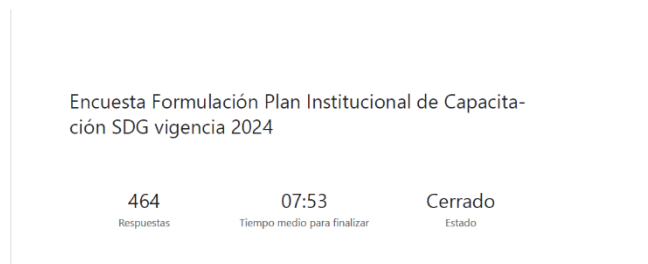 Encuesta Formulación Plan Institucional de Capacita-
ción SDG vigencia 2024
464
Respuestas
07:53
Tiempo medio para finalizar
Cerrado
Estado